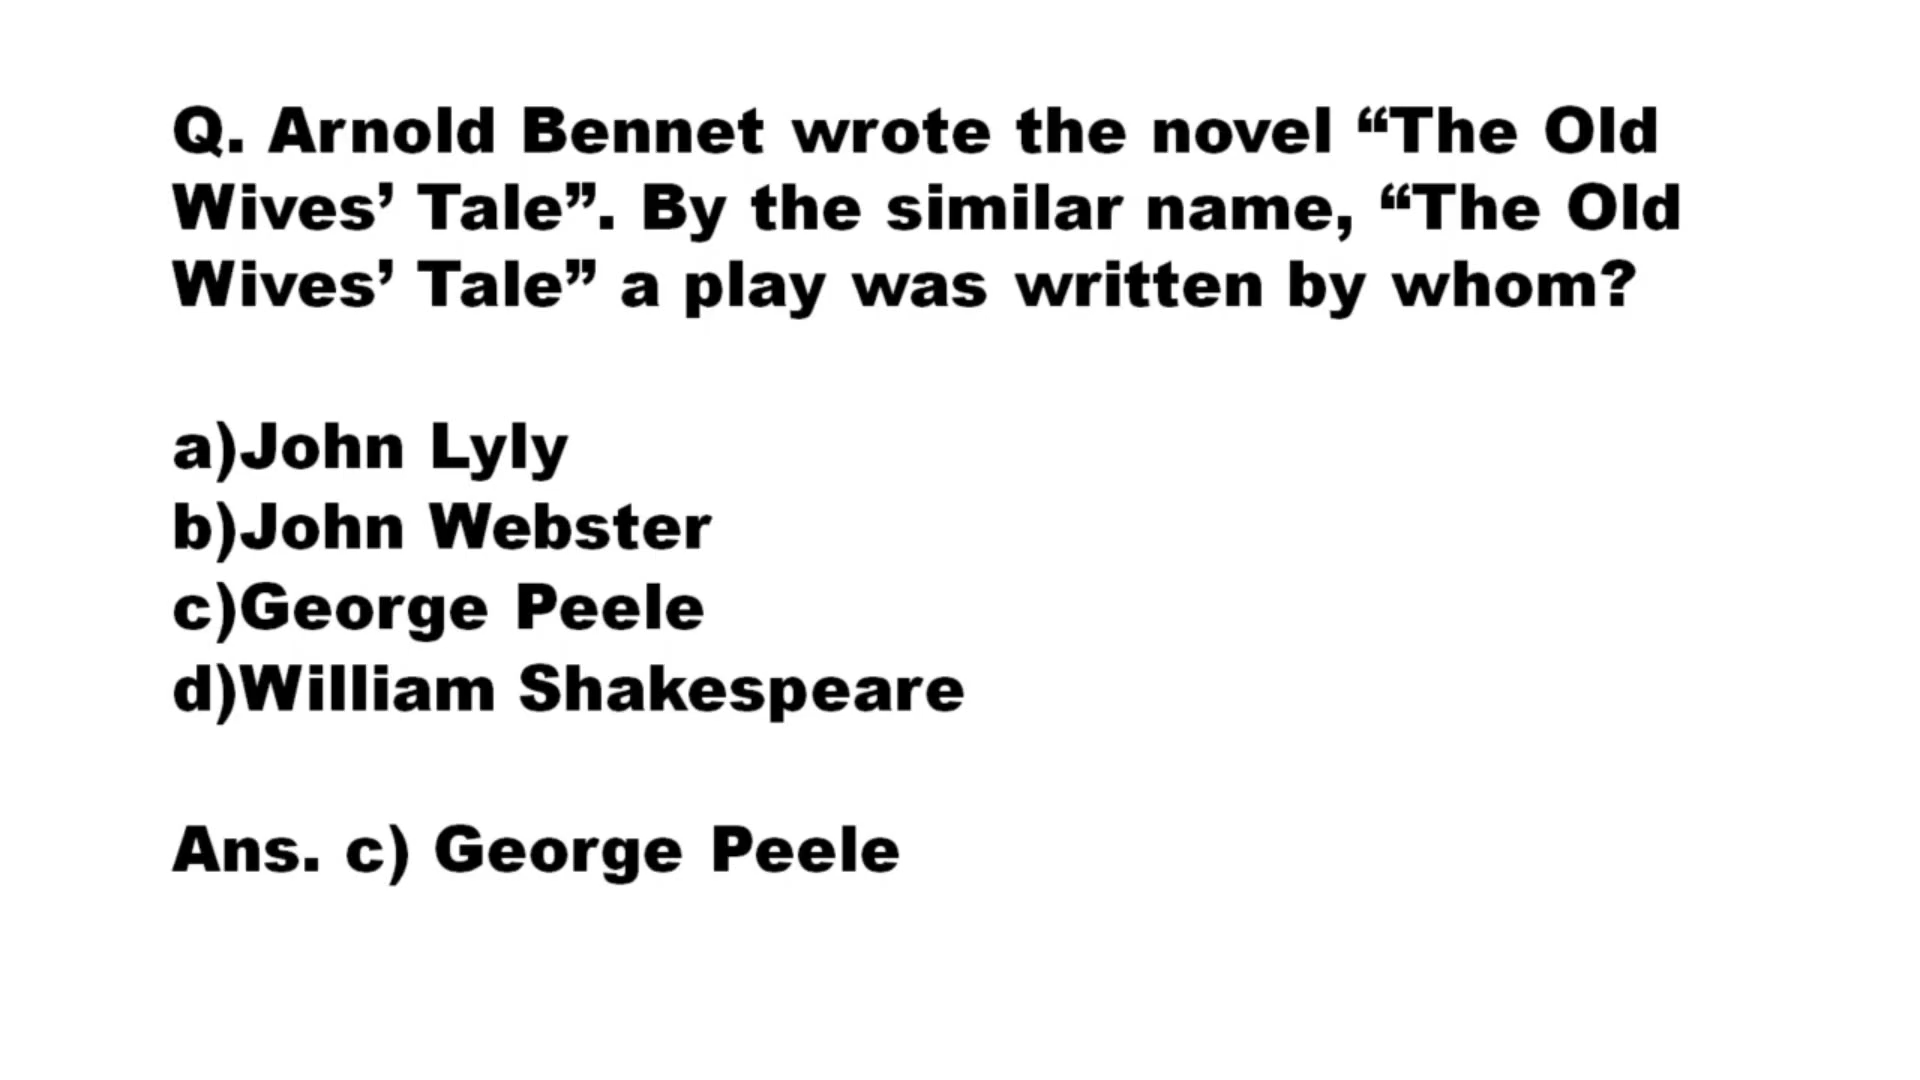 Q. Arnold Bennet wrote the novel “The Old
Wives’ Tale”. By the similar name, “The Old
Wives’ Tale” a play was written by whom?
a)John Lyly
b)John Webster
c)George Peele
d)William Shakespeare
Ans. c) George Peele